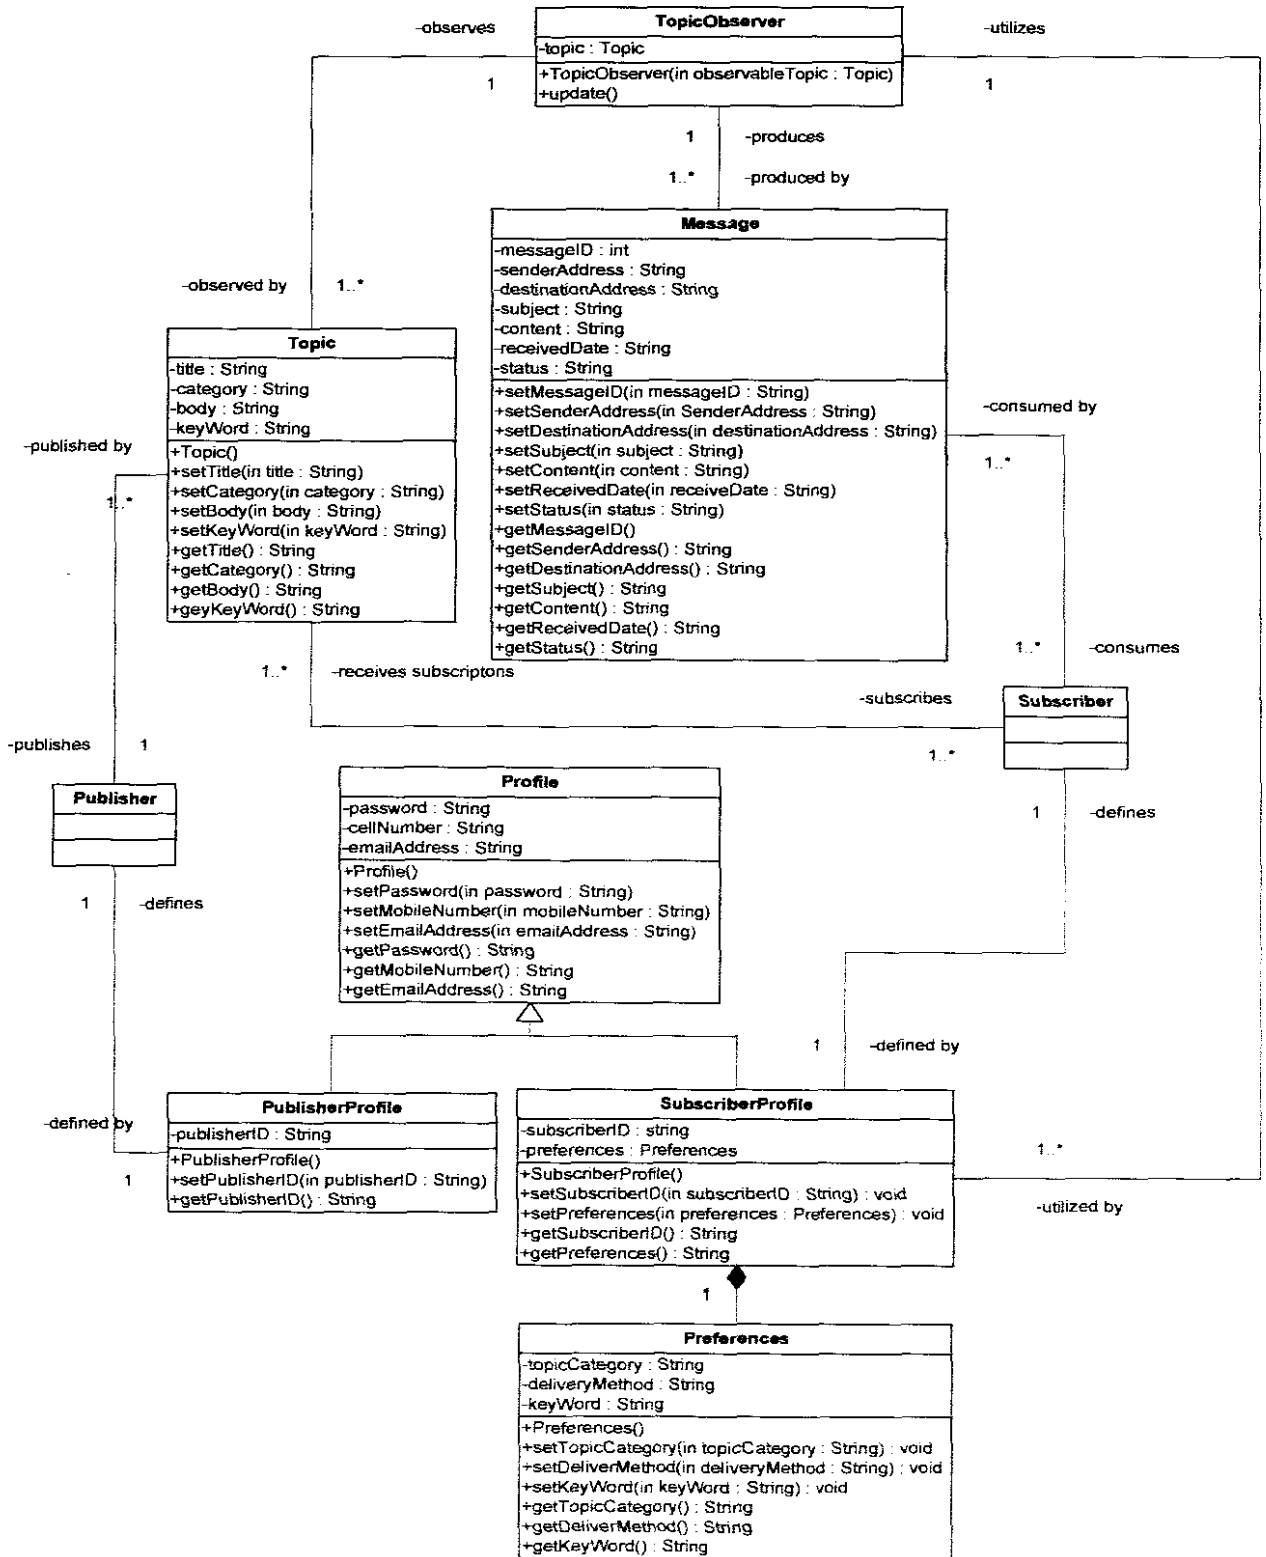 TopicObserver
-topic : Topic
+TopicObserver(in observableTopic : Topic)
+update()
-observes
1
-utilizes
1
1
-produces
1..*
-produced by
Message
-messageID : int
-senderAddress : String
-destinationAddress : String
-subject : String
-content : String
-receivedDate : String
-status : String
+setMessageID(in messageID : String)
+setSenderAddress(in SenderAddress : String)
+setDestinationAddress(in destinationAddress : String)
+setSubject(in subject : String)
+setContent(in content : String)
+setReceivedDate(in receiveDate : String)
+setStatus(in status : String)
+getMessageID()
+getSenderAddress() : String
+getDestinationAddress() : String
+getSubject() : String
+getContent() : String
+getReceivedDate() : String
+getStatus() : String
-observed by
1..*
Topic
-title : String
-category : String
-body : String
-keyWord : String
+Topic()
+setTitle(in title : String)
+setCategory(in category : String)
+setBody(in body : String)
+setKeyWord(in keyWord : String)
+getTitle() : String
+getCategory() : String
+getBody() : String
+geyKeyWord() : String
-published by
1..*
-consumed by
1..*
1..*
-receives subscriptons
1..*
-consumes
-subscribes
1..*
Subscriber
-publishes
1
Publisher
1
-defines
1
-defines
Profile
-password : String
-cellNumber : String
-emailAddress : String
+Profile()
+setPassword(in password : String)
+setMobileNumber(in mobileNumber : String)
+setEmailAddress(in emailAddress : String)
+getPassword() : String
+getMobileNumber() : String
+getEmailAddress() : String
1
-defined by
-defined by
1
PublisherProfile
-publisherID : String
+PublisherProfile()
+setPublisherID(in publisherID : String)
+getPublisherID() : String
SubscriberProfile
-subscriberID : string
-preferences : Preferences
+SubscriberProfile()
+setSubscriberID(in subscriberID : String) : void
+setPreferences(in preferences : Preferences) : void
+getSubscriberID() : String
+getPreferences() : String
1..*
-utilized by
1
Preferences
-topicCategory : String
-deliveryMethod : String
-keyWord : String
+Preferences()
+setTopicCategory(in topicCategory : String) : void
+setDeliverMethod(in deliveryMethod : String) : void
+setKeyWord(in keyWord : String) : void
+getTopicCategory() : String
+getDeliverMethod() : String
+getKeyWord() : String